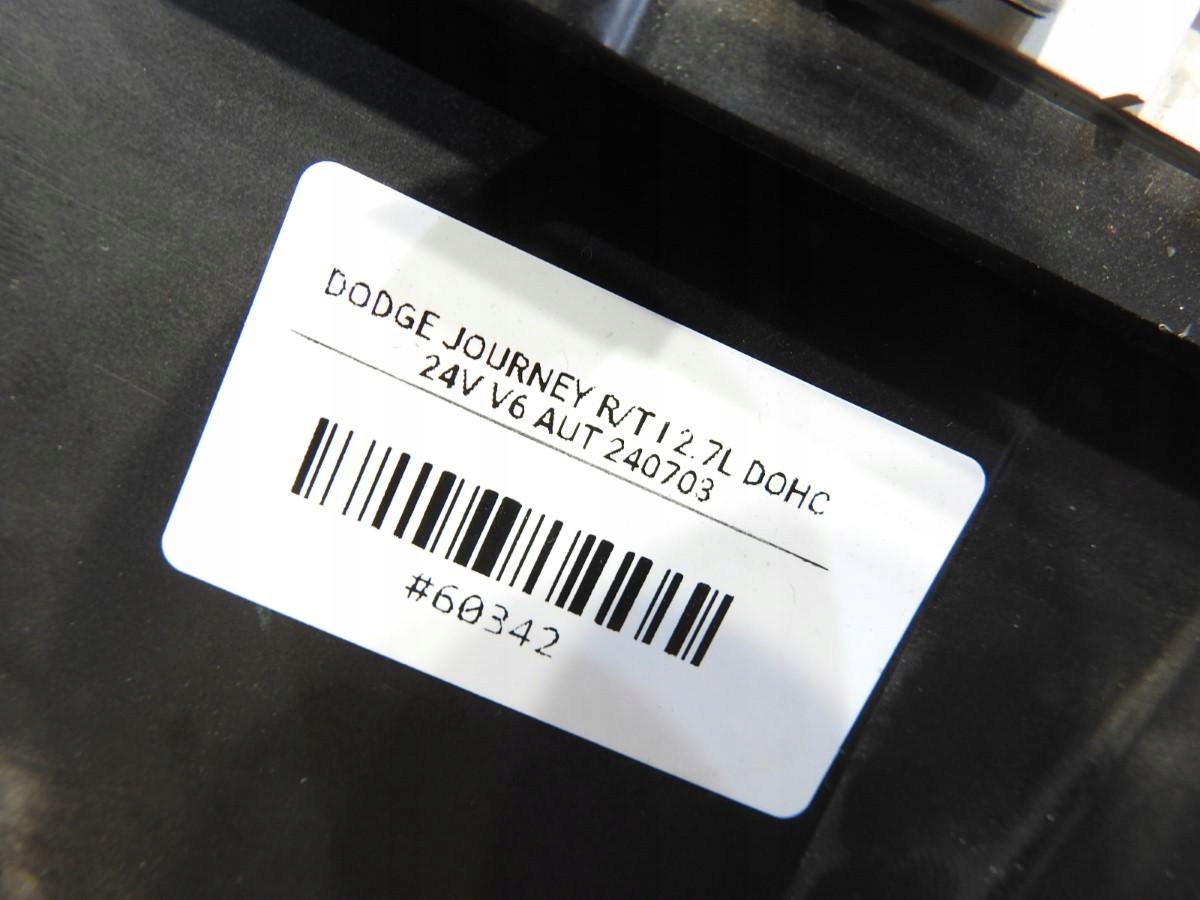 DODGE JOURNEY R/T I 2.7L DOHC
24V V6 AUT 240703
#60342